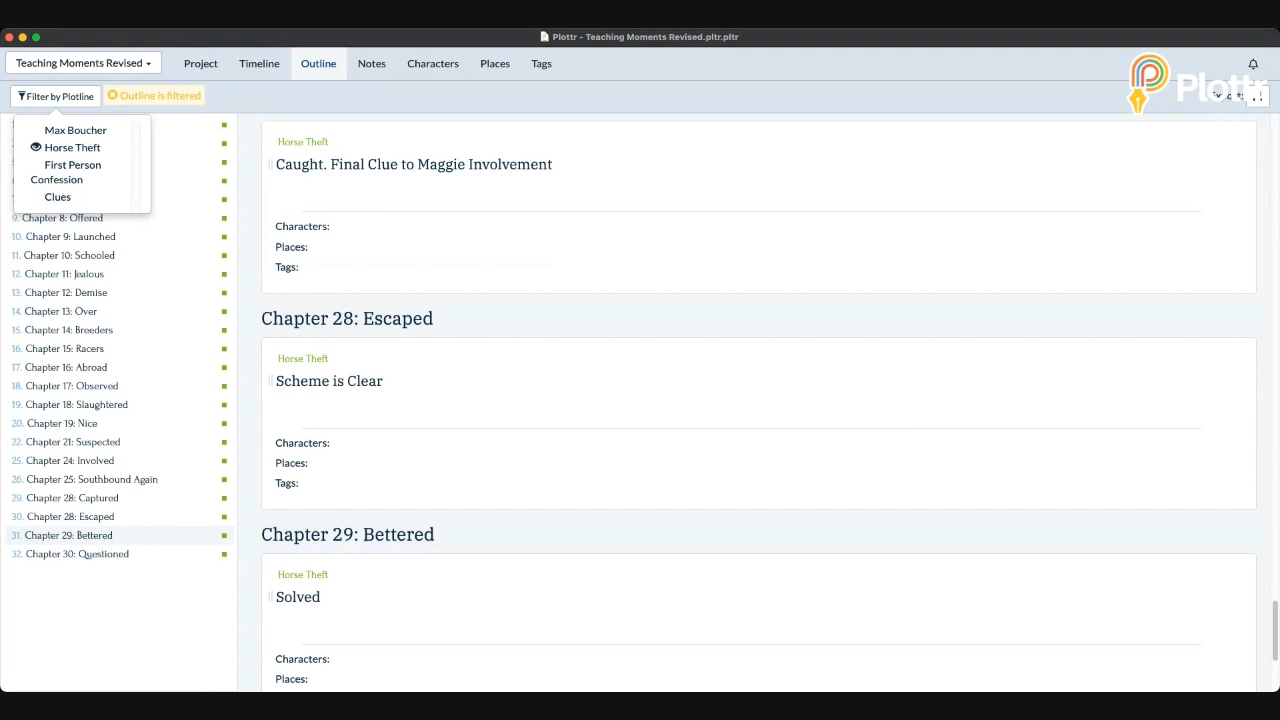 Plottr - Teaching Moments Revised.pltr.pltr
Teaching Moments Revised
Project
Timeline
Outline
Notes
Characters
Places
Tags
Plottr
Filter by Plotline
Outline is filtered
Max Boucher
Horse Theft
First Person
Confession
Clues
9. Chapter 8: Offered
10. Chapter 9: Launched
11. Chapter 10: Schooled
12. Chapter 11: Jealous
13. Chapter 12: Demise
14. Chapter 13: Over
15. Chapter 14: Breeders
16. Chapter 15: Racers
17. Chapter 16: Abroad
18. Chapter 17: Observed
19. Chapter 18: Slaughtered
20. Chapter 19: Nice
22. Chapter 21: Suspected
25. Chapter 24: Involved
26. Chapter 25: Southbound Again
29. Chapter 28: Captured
30. Chapter 28: Escaped
31. Chapter 29: Bettered
32. Chapter 30: Questioned
Horse Theft
Caught. Final Clue to Maggie Involvement
Characters:
Places:
Tags:
Chapter 28: Escaped
Horse Theft
Scheme is Clear
Characters:
Places:
Tags:
Chapter 29: Bettered
Horse Theft
Solved
Characters:
Places: